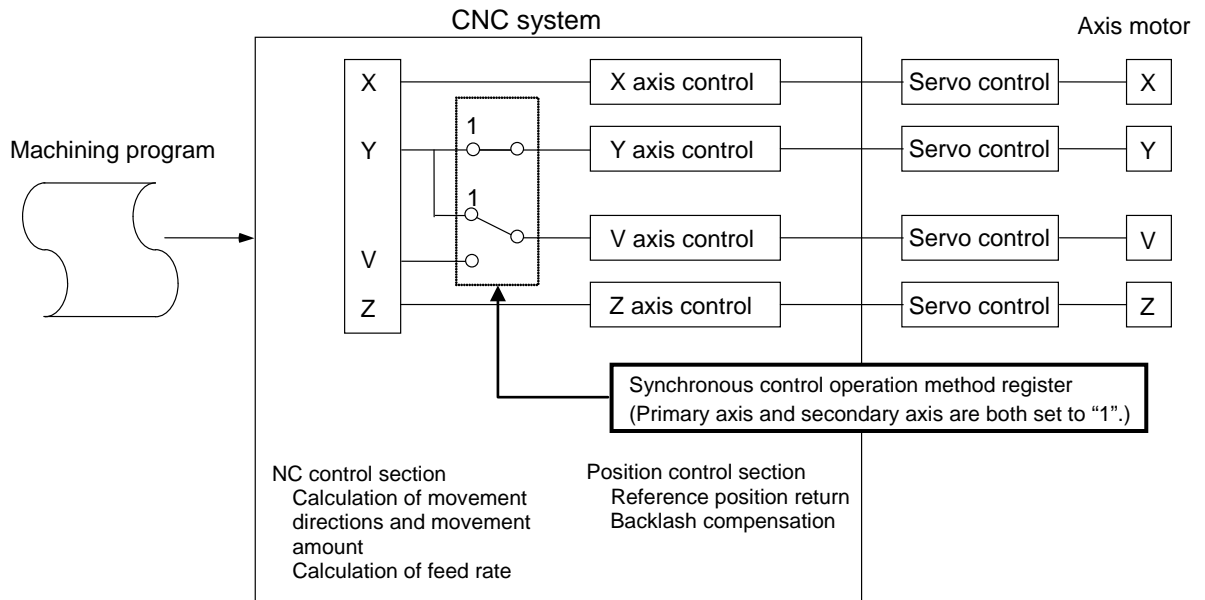 CNC system
Axis motor
X
X axis control
Servo control
X
1
Machining program
Y
Y axis control
Servo control
Y
1
V
V axis control
Servo control
V
Z
Z axis control
Servo control
Z
Synchronous control operation method register
(Primary axis and secondary axis are both set to “1”.)
NC control section
Calculation of movement
directions and movement
amount
Calculation of feed rate
Position control section
Reference position return
Backlash compensation